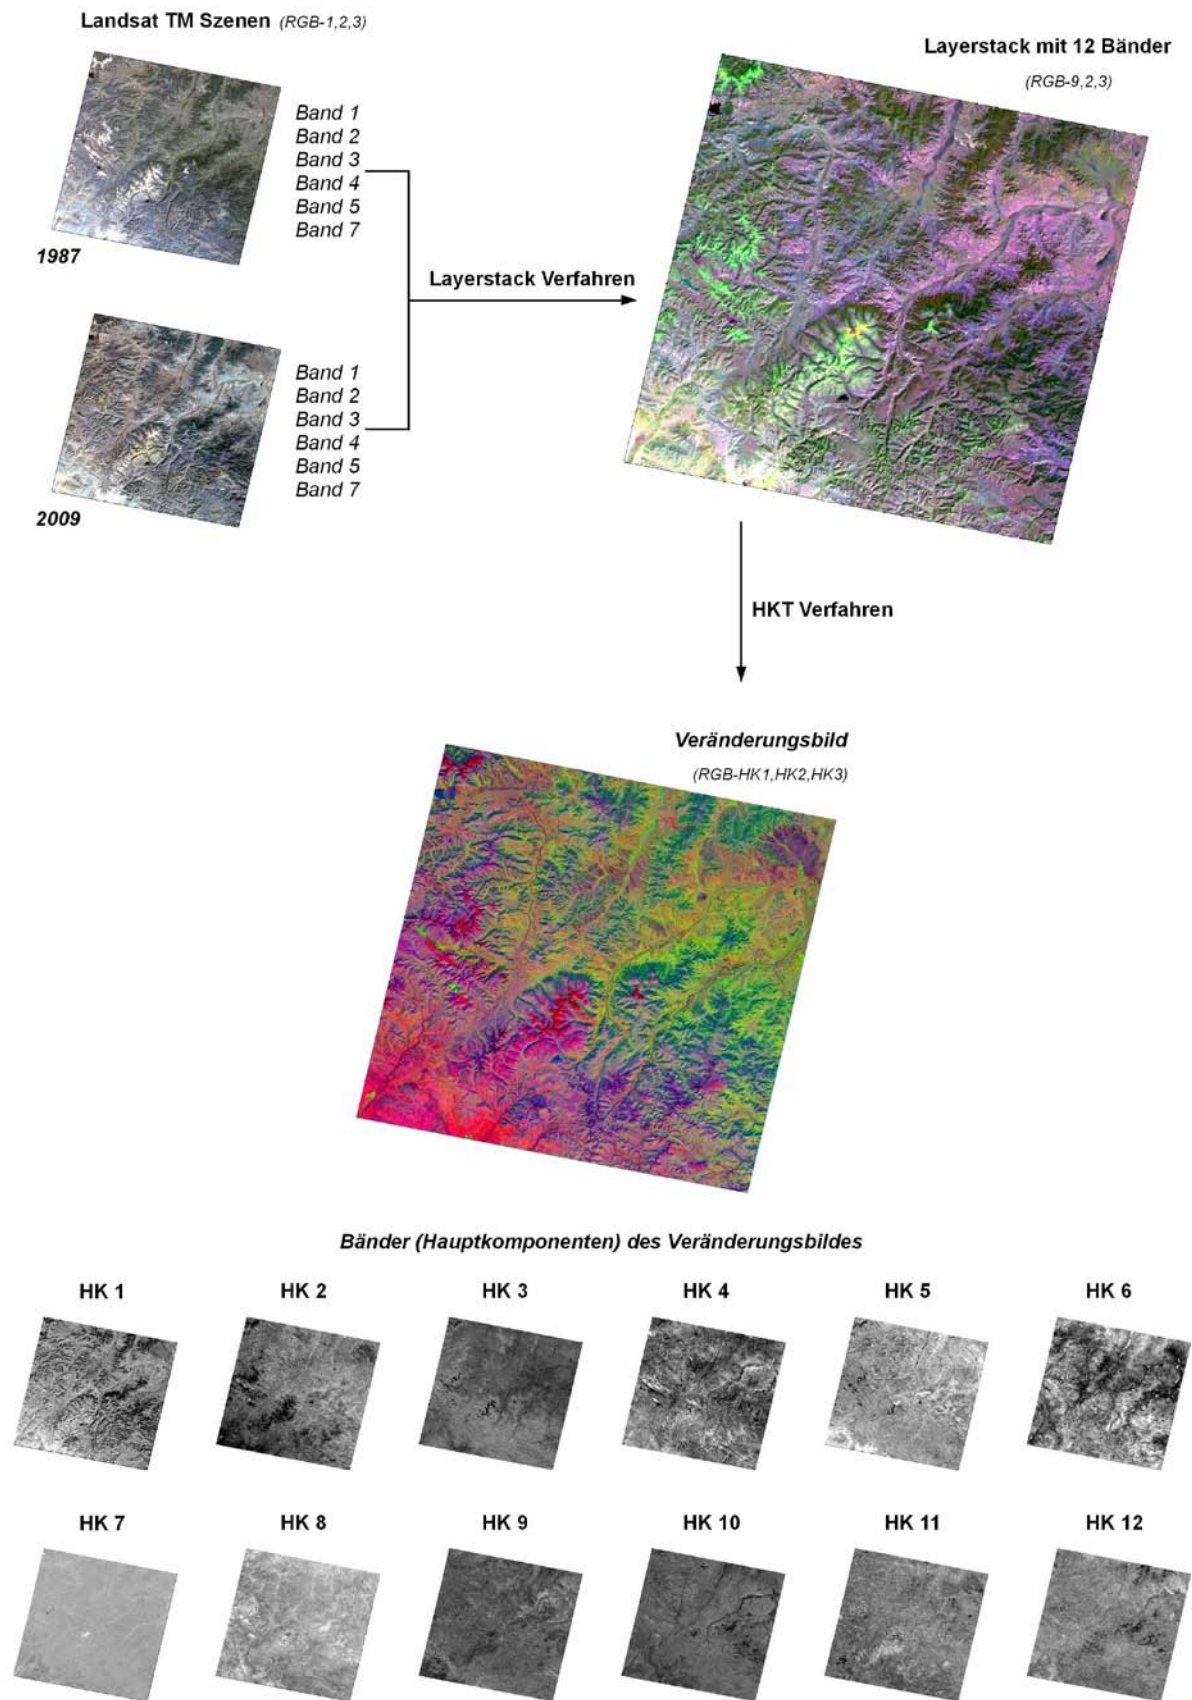 Landsat TM Szenen (RGB-1,2,3)
Band 1
Band 2
Band 3
Band 4
Band 5
Band 7
1987
Band 1
Band 2
Band 3
Band 4
Band 5
Band 7
2009
Layerstack Verfahren
Layerstack mit 12 Bänder
(RGB-9,2,3)
HKT Verfahren
Veränderungsbild
(RGB-HK1,HK2,HK3)
Bänder (Hauptkomponenten) des Veränderungsbildes
HK 1 HK 2 HK 3 HK 4 HK 5 HK 6
HK 7 HK 8 HK 9 HK 10 HK 11 HK 12